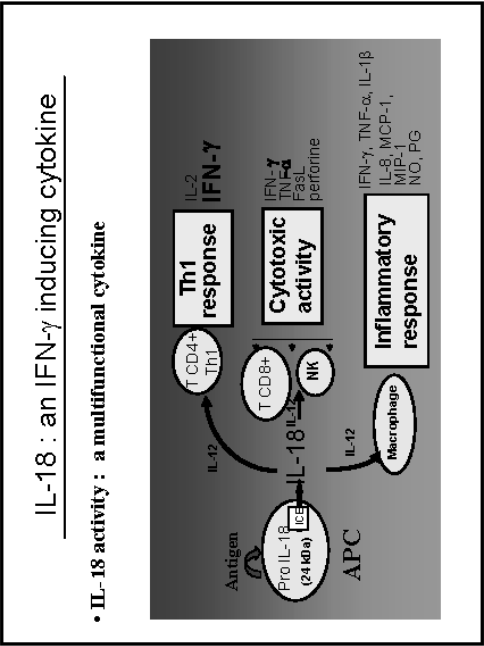 IL-18 : an IFN-γ inducing cytokine
• IL-18 activity : a multifunctional cytokine
Antigen
Pro IL-18
(24 kDa)
ICE
APC
IL-18
IL-12
T CD4+
Th1
Th1
response
IL-2
IFN-γ
IL-12
T CD8+
NK
Cytotoxic
activity
IFN-γ
TNFα
FasL
perforine
IL-12
Macrophage
Inflammatory
response
IFN-γ, TNF-α, IL-1β
IL-8, MCP-1,
MIP-1
NO, PG